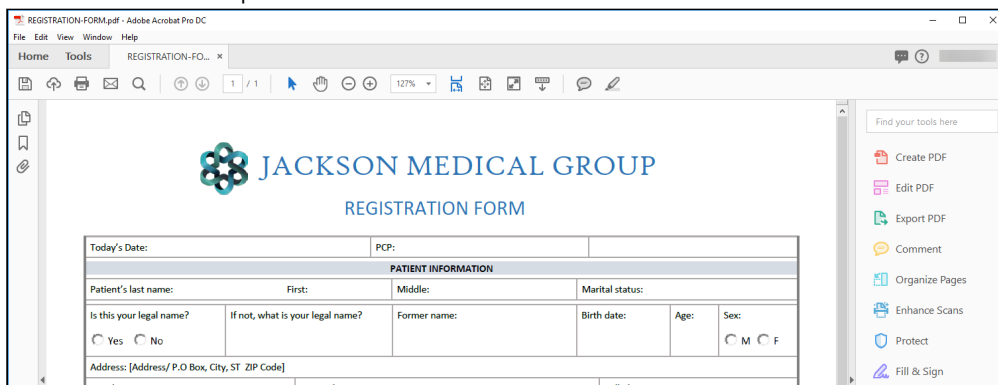 REGISTRATION-FORM.pdf - Adobe Acrobat Pro DC
File Edit View Window Help
Home Tools REGISTRATION-FO... ×
1 / 1 127%
Find your tools here
Create PDF
Edit PDF
Export PDF
Comment
Organize Pages
Enhance Scans
Protect
Fill & Sign
JACKSON MEDICAL GROUP
REGISTRATION FORM
Today's Date: PCP:
PATIENT INFORMATION
Patient's last name: First: Middle: Marital status:
Is this your legal name? If not, what is your legal name? Former name: Birth date: Age: Sex:
Yes No M F
Address: [Address/ P.O Box, City, ST ZIP Code]